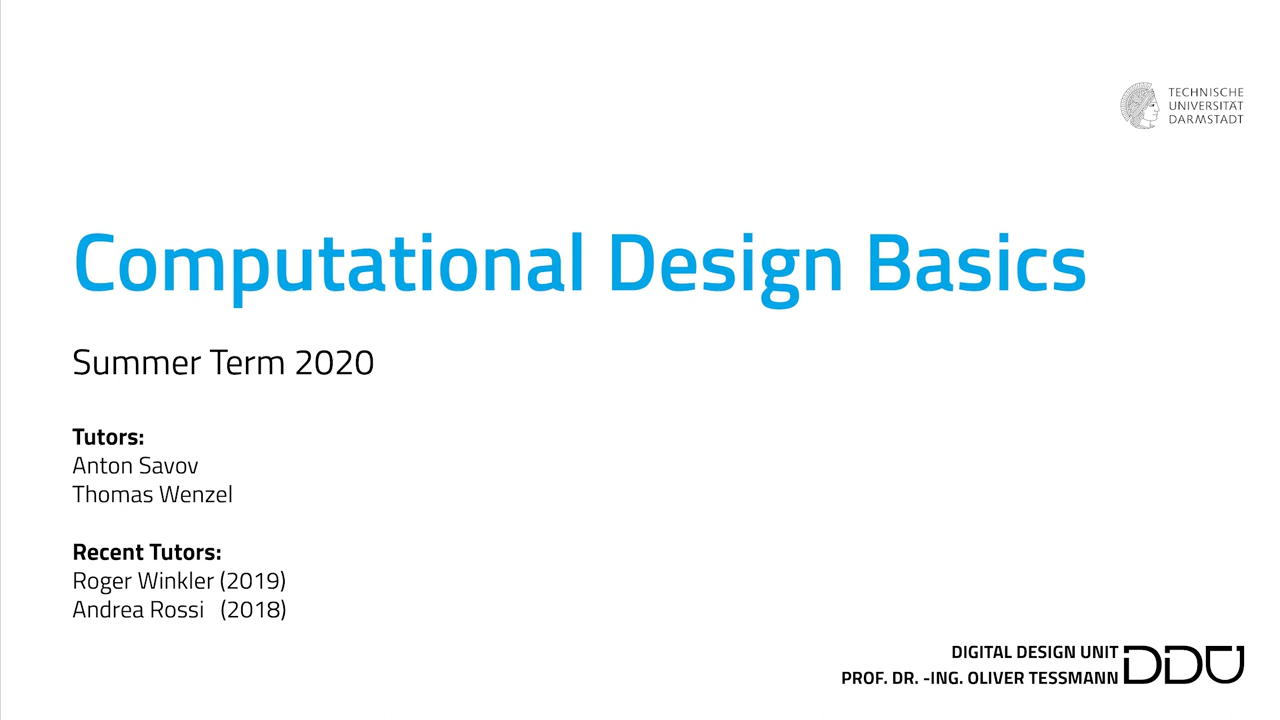 TECHNISCHE
UNIVERSITÄT
DARMSTADT
Computational Design Basics
Summer Term 2020
Tutors:
Anton Savov
Thomas Wenzel
Recent Tutors:
Roger Winkler (2019)
Andrea Rossi (2018)
DIGITAL DESIGN UNIT
PROF. DR. -ING. OLIVER TESSMANN
DDU